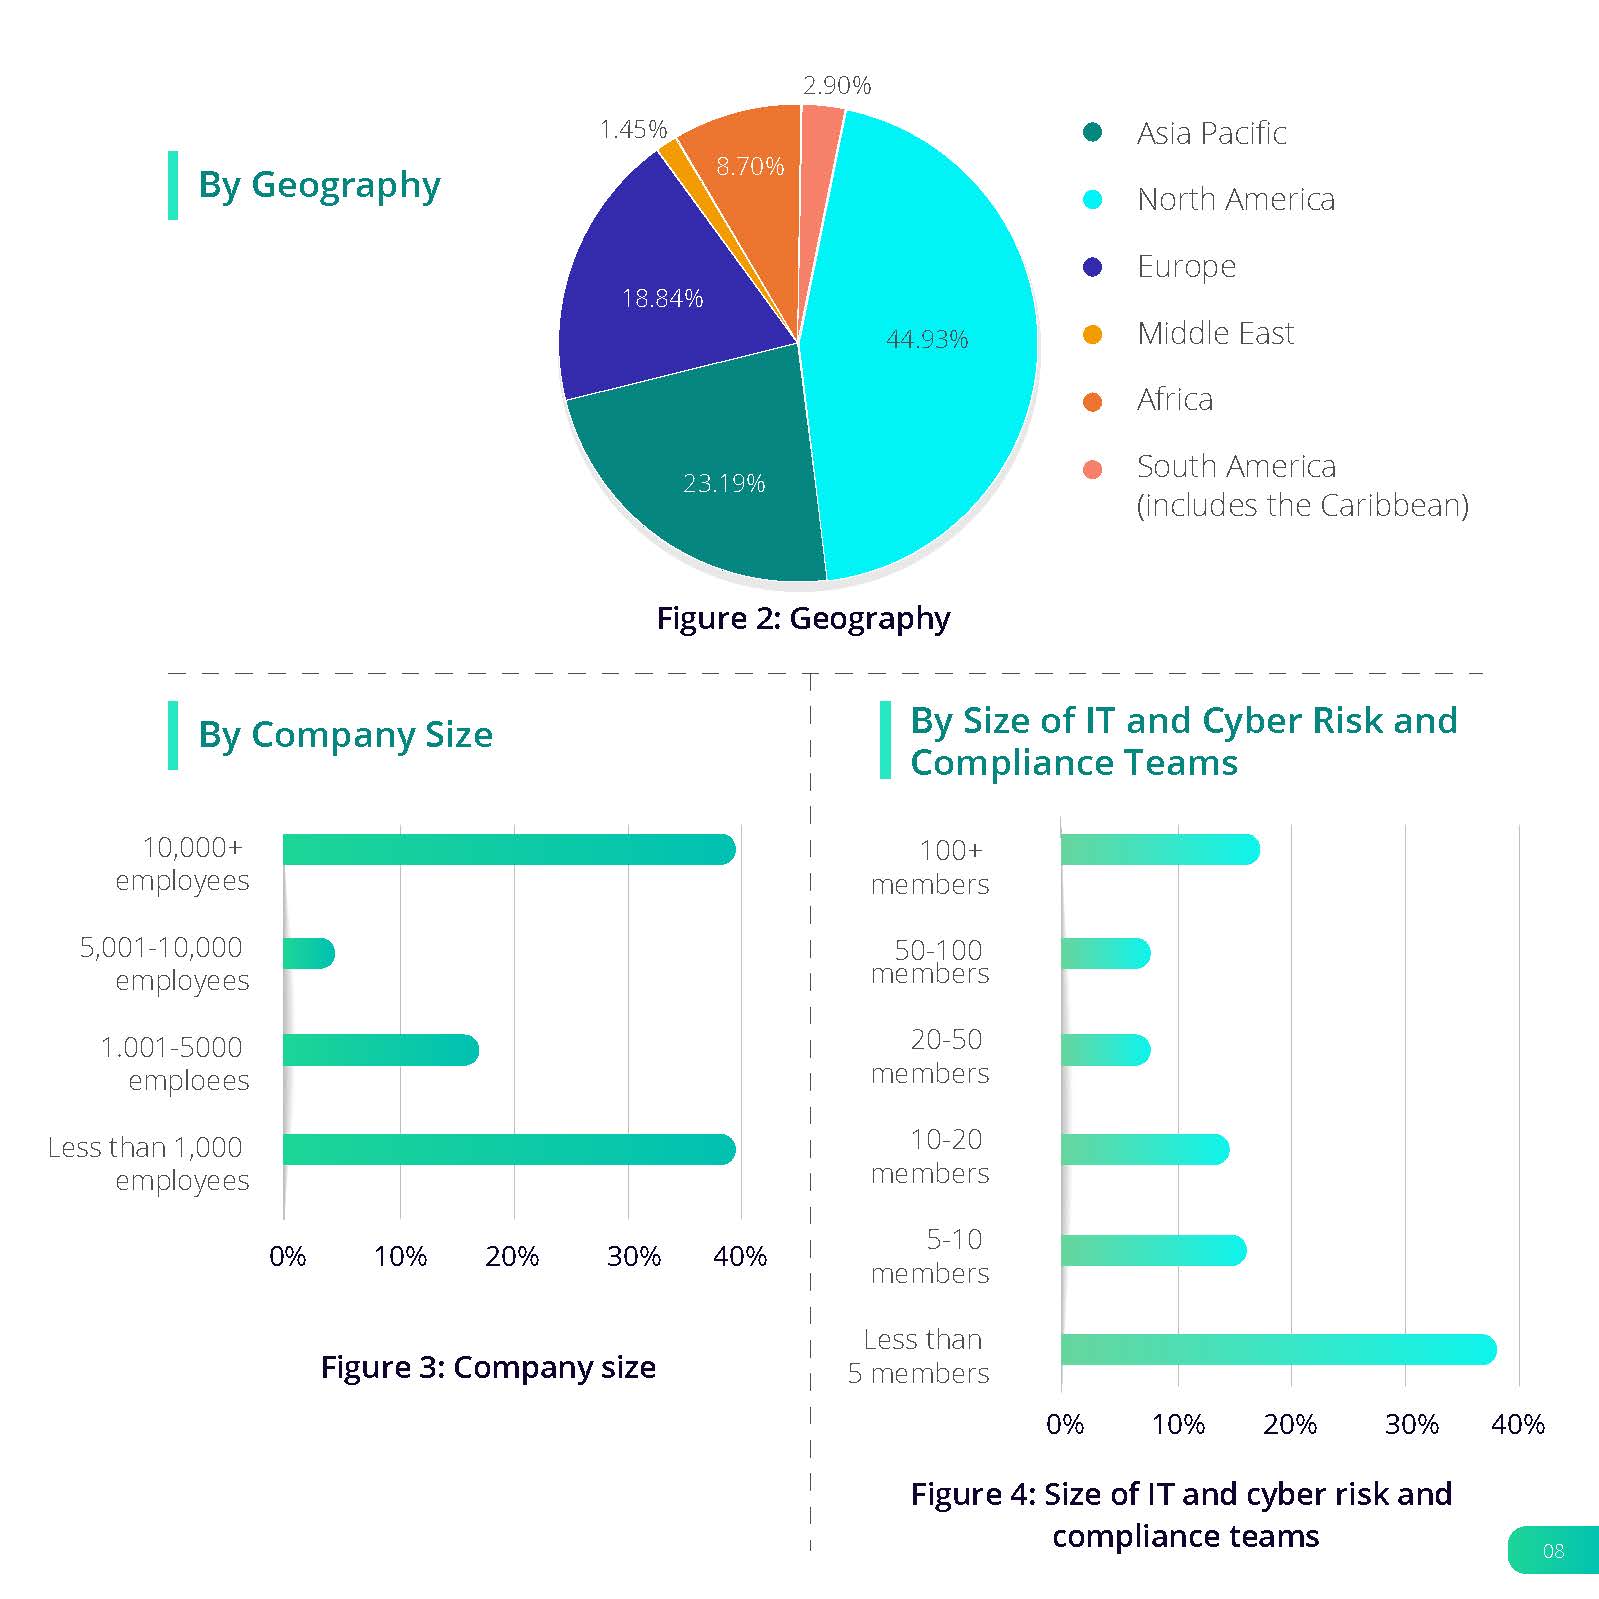 By Geography
2.90%
1.45%
8.70%
18.84%
44.93%
23.19%
Asia Pacific
North America
Europe
Middle East
Africa
South America
(includes the Caribbean)
Figure 2: Geography
By Company Size
10,000+
employees
5,001-10,000
employees
1.001-5000
emploees
Less than 1,000
employees
0% 10% 20% 30% 40%
Figure 3: Company size
By Size of IT and Cyber Risk and
Compliance Teams
100+
members
50-100
members
20-50
members
10-20
members
5-10
members
Less than
5 members
0% 10% 20% 30% 40%
Figure 4: Size of IT and cyber risk and
compliance teams
08